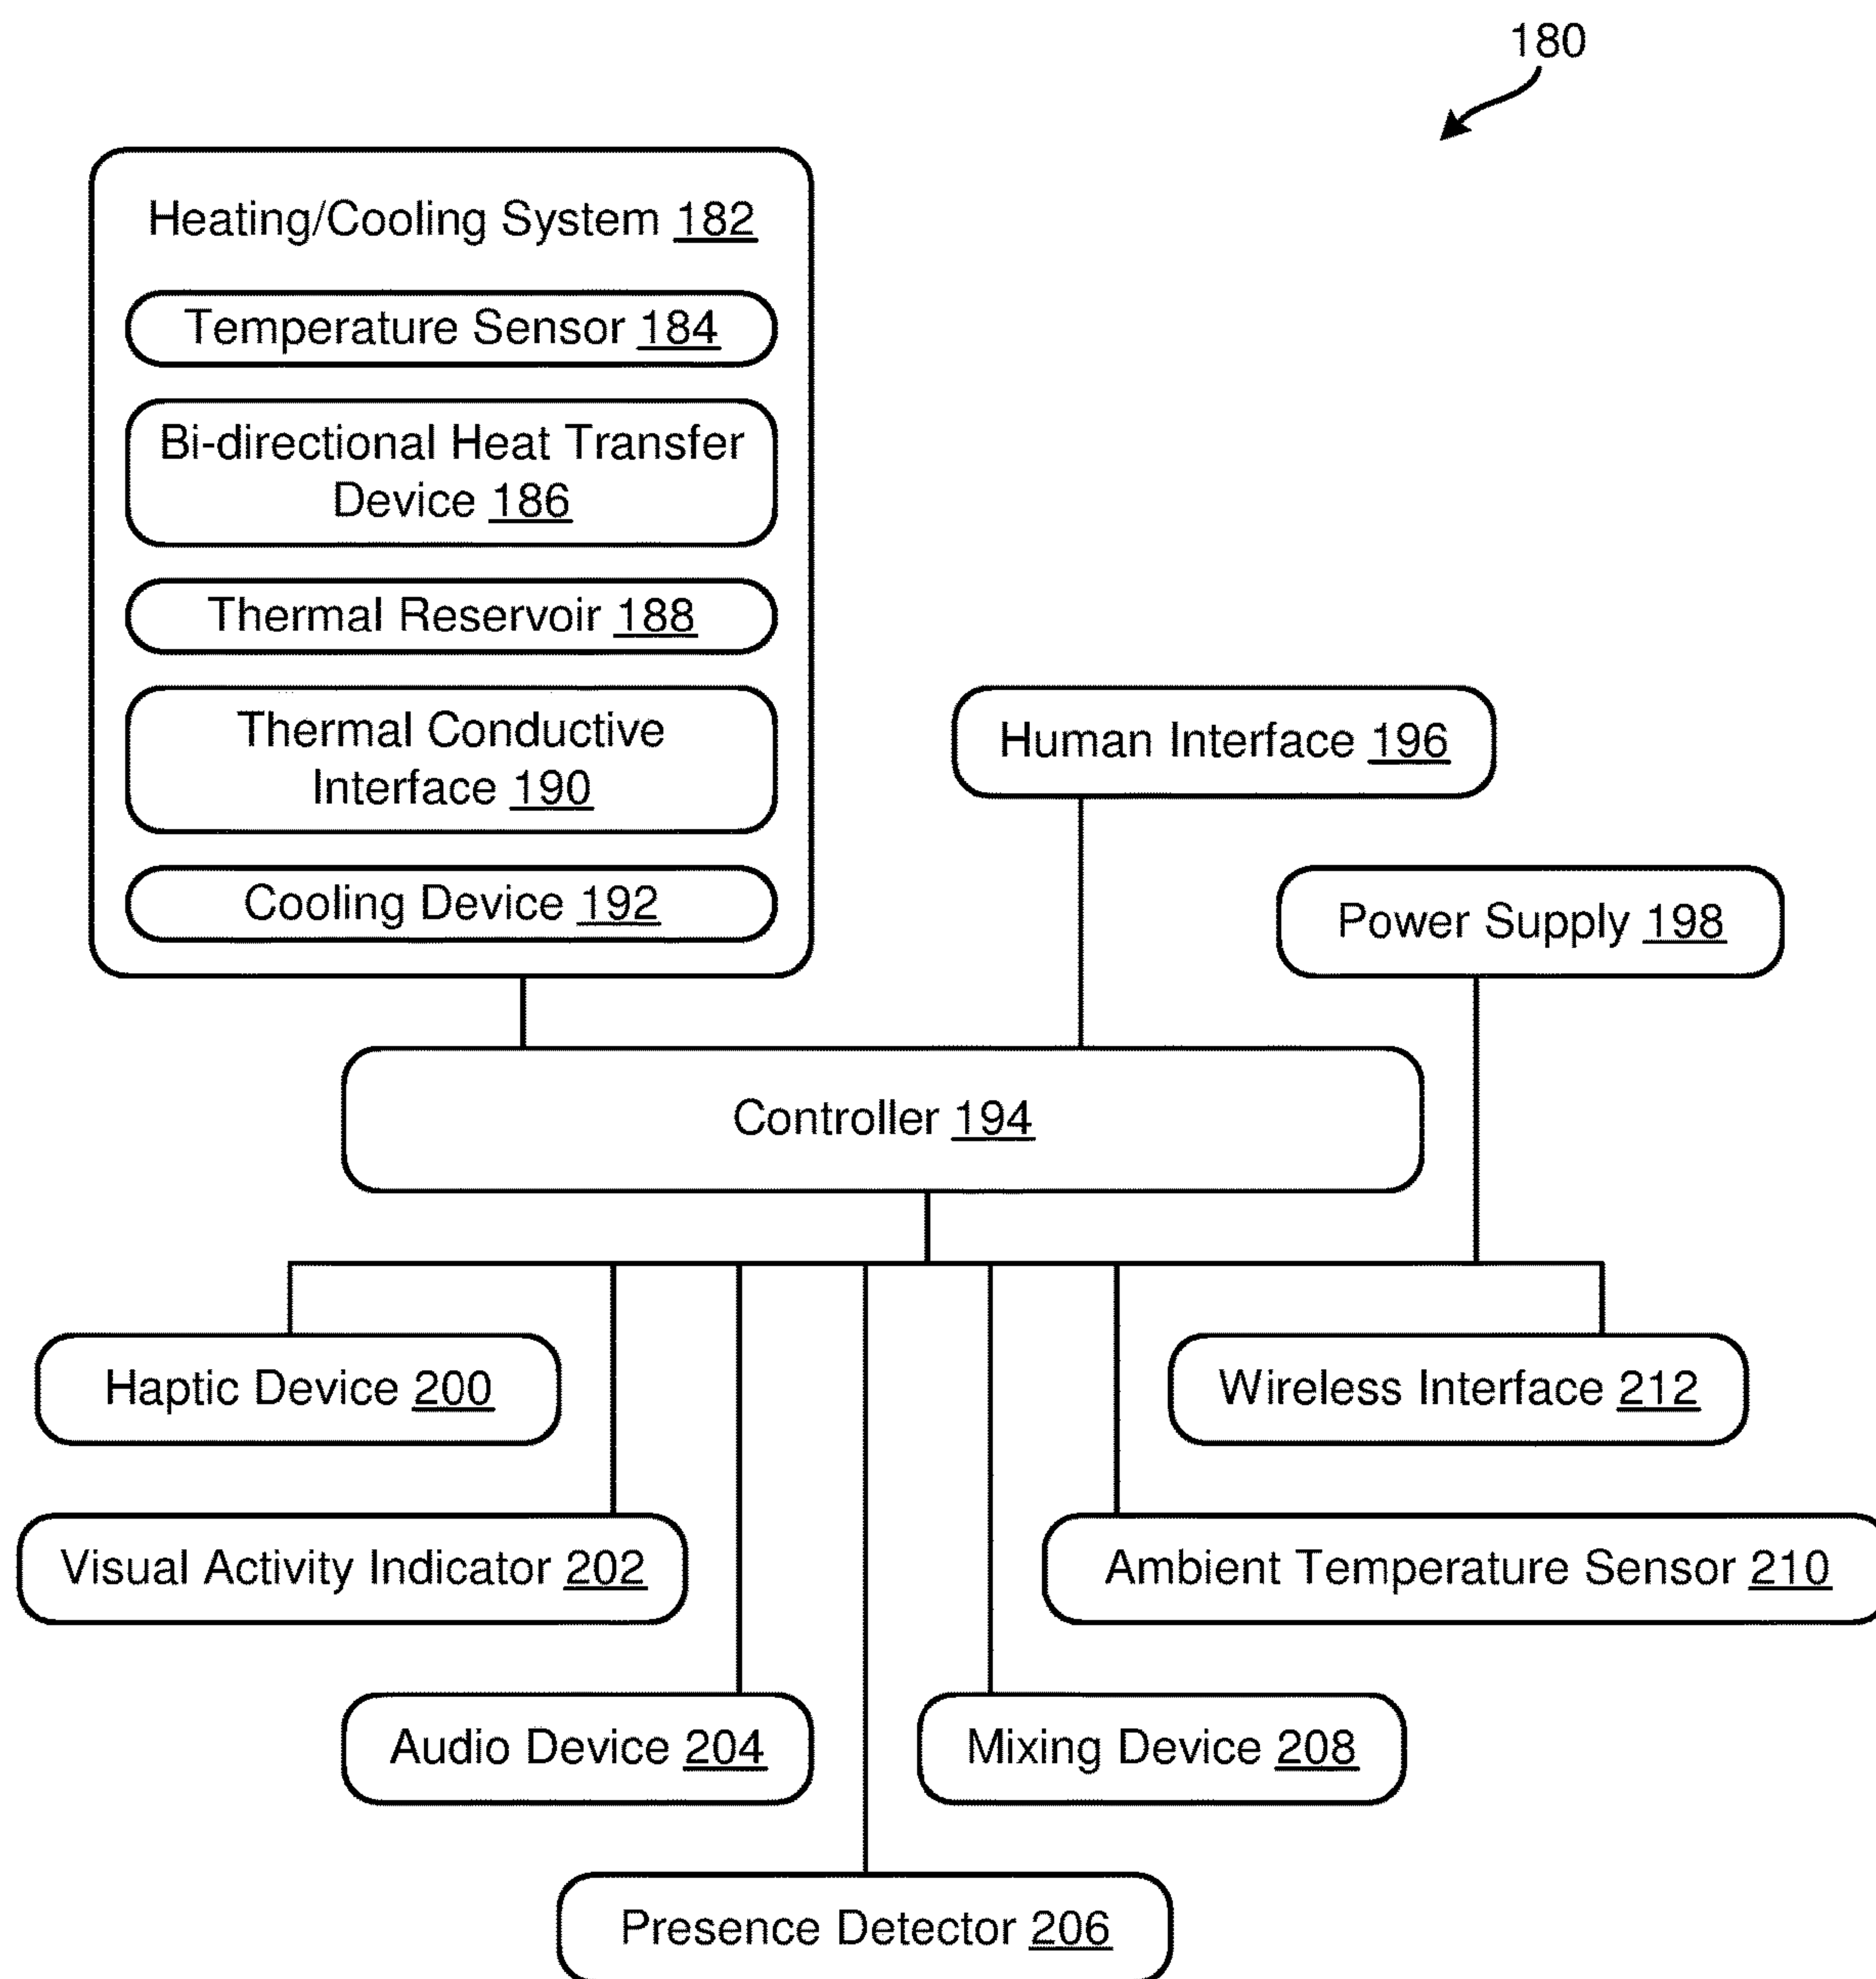 180
Heating/Cooling System 182
Temperature Sensor 184
Bi-directional Heat Transfer
Device 186
Thermal Reservoir 188
Thermal Conductive
Interface 190
Cooling Device 192
Human Interface 196
Power Supply 198
Controller 194
Haptic Device 200
Wireless Interface 212
Visual Activity Indicator 202
Ambient Temperature Sensor 210
Audio Device 204
Mixing Device 208
Presence Detector 206